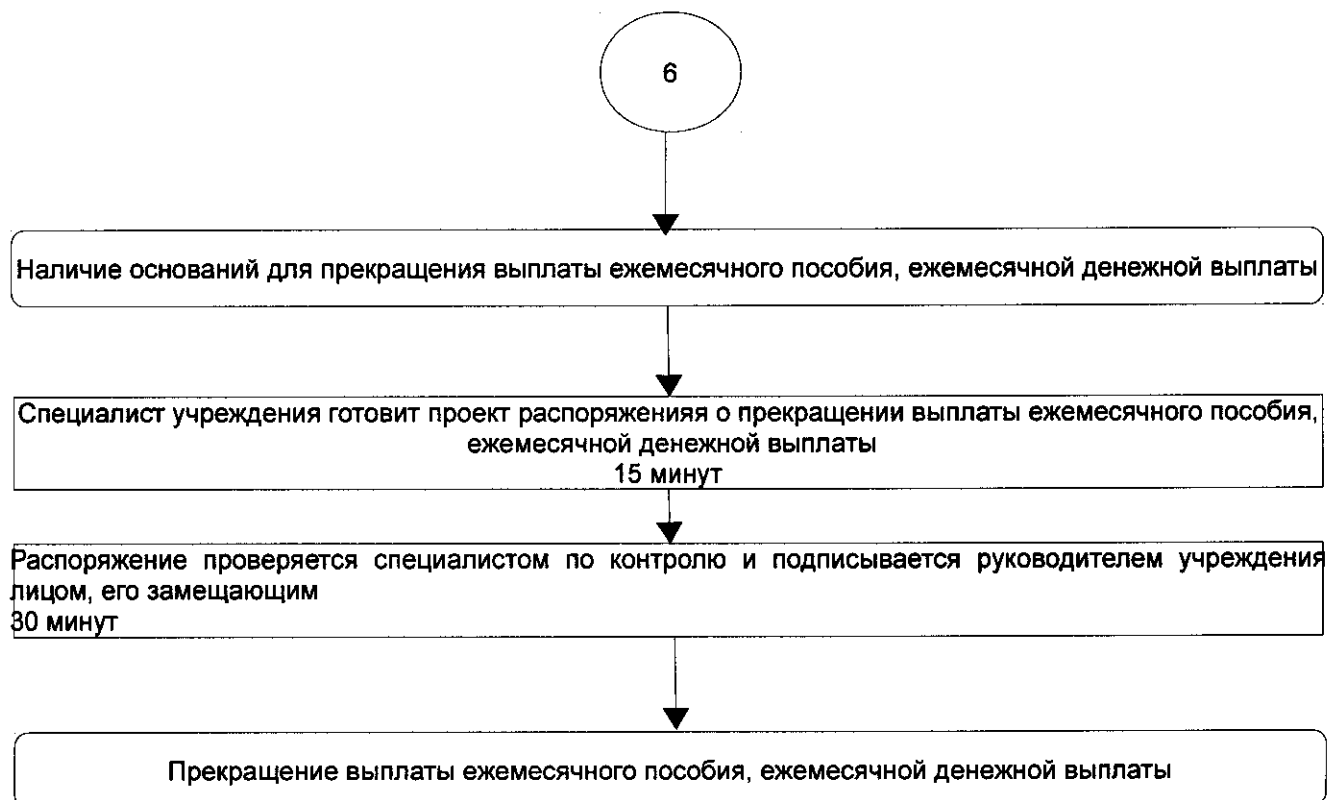 6
Наличие оснований для прекращения выплаты ежемесячного пособия, ежемесячной денежной выплаты
Специалист учреждения готовит проект распоряженияя о прекращении выплаты ежемесячного пособия,
ежемесячной денежной выплаты
15 минут
Распоряжение проверяется специалистом по контролю и подписывается руководителем учреждения
лицом, его замещающим
30 минут
Прекращение выплаты ежемесячного пособия, ежемесячной денежной выплаты